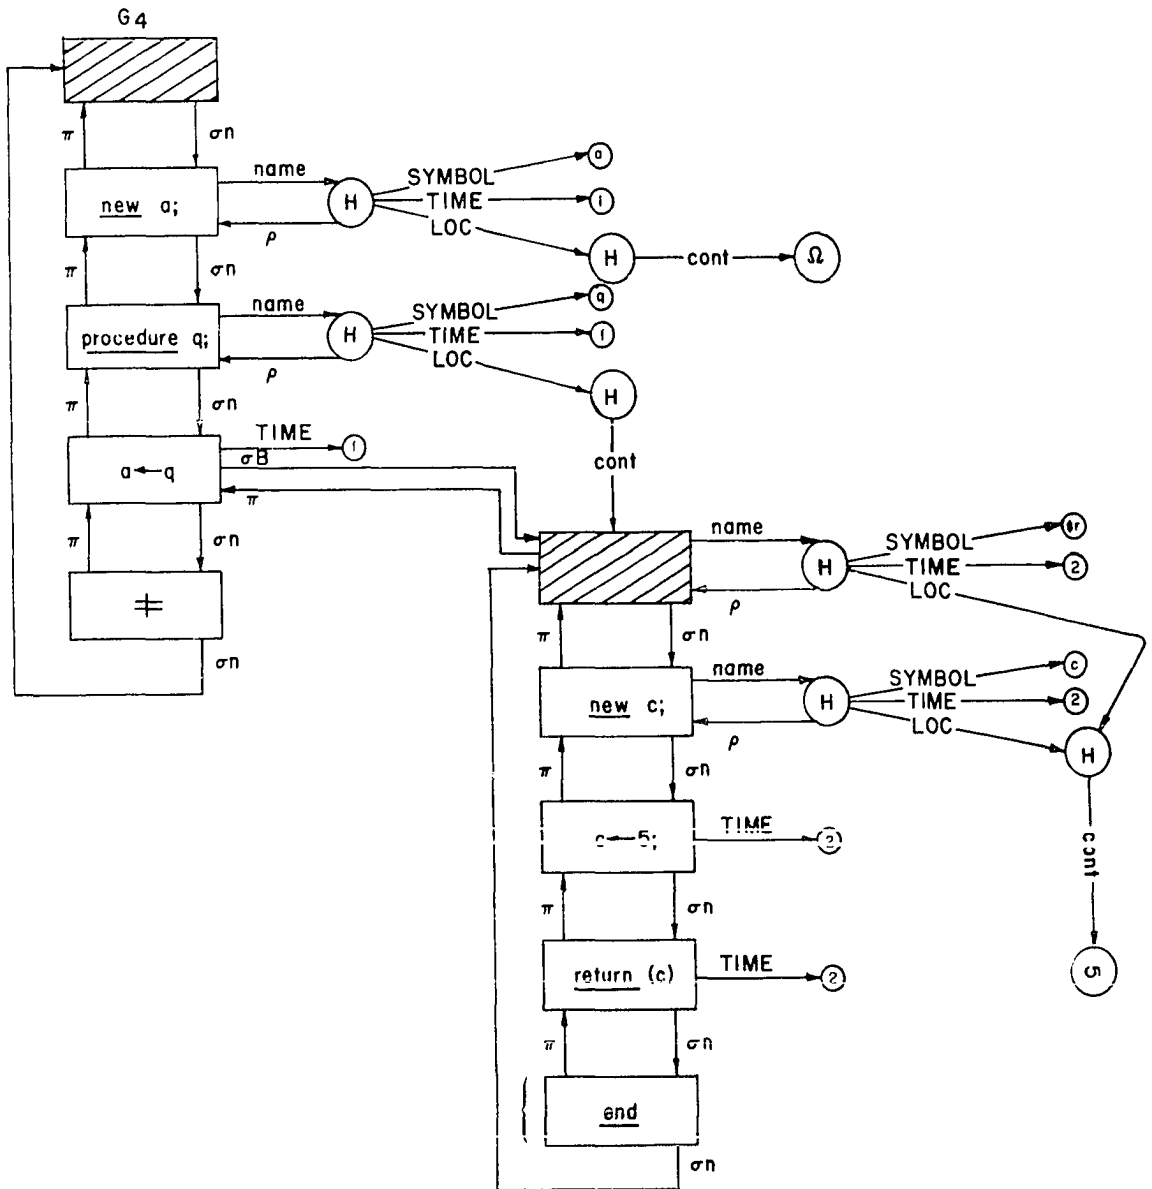 G4
π σn
name
SYMBOL a
new a; H TIME 1
ρ LOC
H cont Ω
π σn
name
SYMBOL q
procedure q; H TIME 1
ρ LOC
H
π σn
TIME 1
σB
a ← q cont
π
π σn
name
SYMBOL
H TIME 2
LOC
ρ
σn
π σn
name
SYMBOL c
new c; H TIME 2
LOC
ρ H
π σn
TIME 2
c ← 5; cont
π σn
TIME
return (c) 2 5
π σn
end
σn